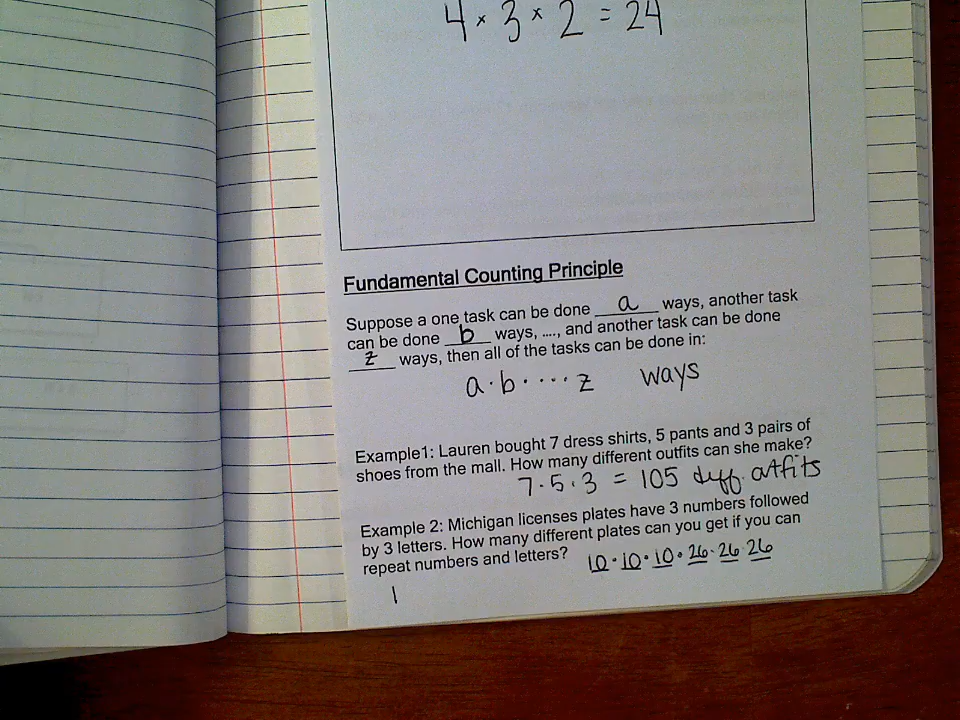 4 × 3 × 2 = 24
Fundamental Counting Principle
Suppose a one task can be done a ways, another task
can be done b ways, ...., and another task can be done
z ways, then all of the tasks can be done in:
a · b · · · · z ways
Example1: Lauren bought 7 dress shirts, 5 pants and 3 pairs of
shoes from the mall. How many different outfits can she make?
7 · 5 · 3 = 105 diff. otfits
Example 2: Michigan licenses plates have 3 numbers followed
by 3 letters. How many different plates can you get if you can
repeat numbers and letters? 10 · 10 · 10 · 26 · 26 · 26
1